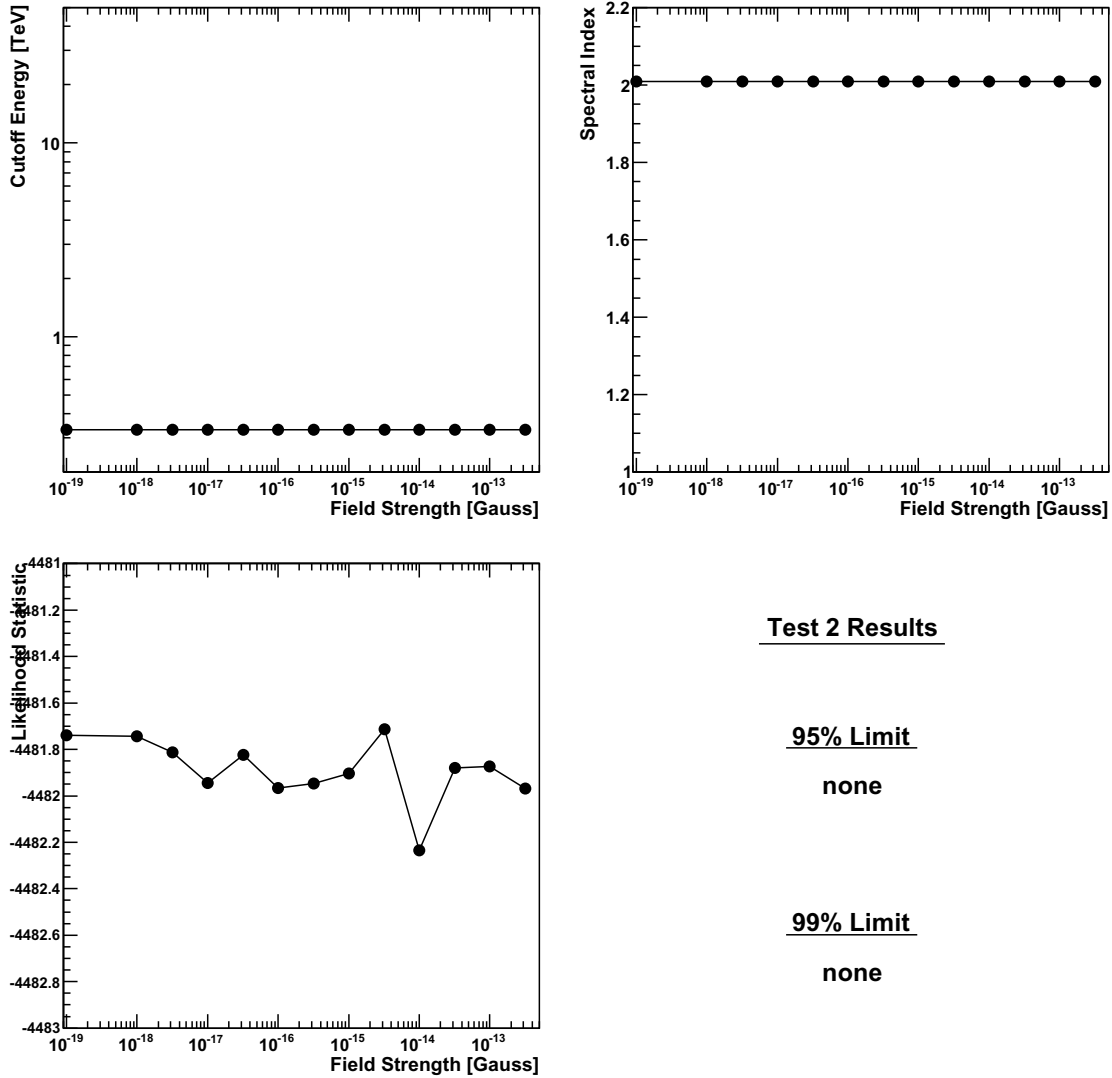 Cutoff Energy [TeV]
10
1
10-19 10-18 10-17 10-16 10-15 10-14 10-13
Field Strength [Gauss]
Spectral Index
2.2
2
1.8
1.6
1.4
1.2
1
10-19 10-18 10-17 10-16 10-15 10-14 10-13
Field Strength [Gauss]
Likelihood Statistic
-4481
-4481.2
-4481.4
-4481.6
-4481.8
-4482
-4482.2
-4482.4
-4482.6
-4482.8
-4483
10-19 10-18 10-17 10-16 10-15 10-14 10-13
Field Strength [Gauss]
Test 2 Results
95% Limit
none
99% Limit
none